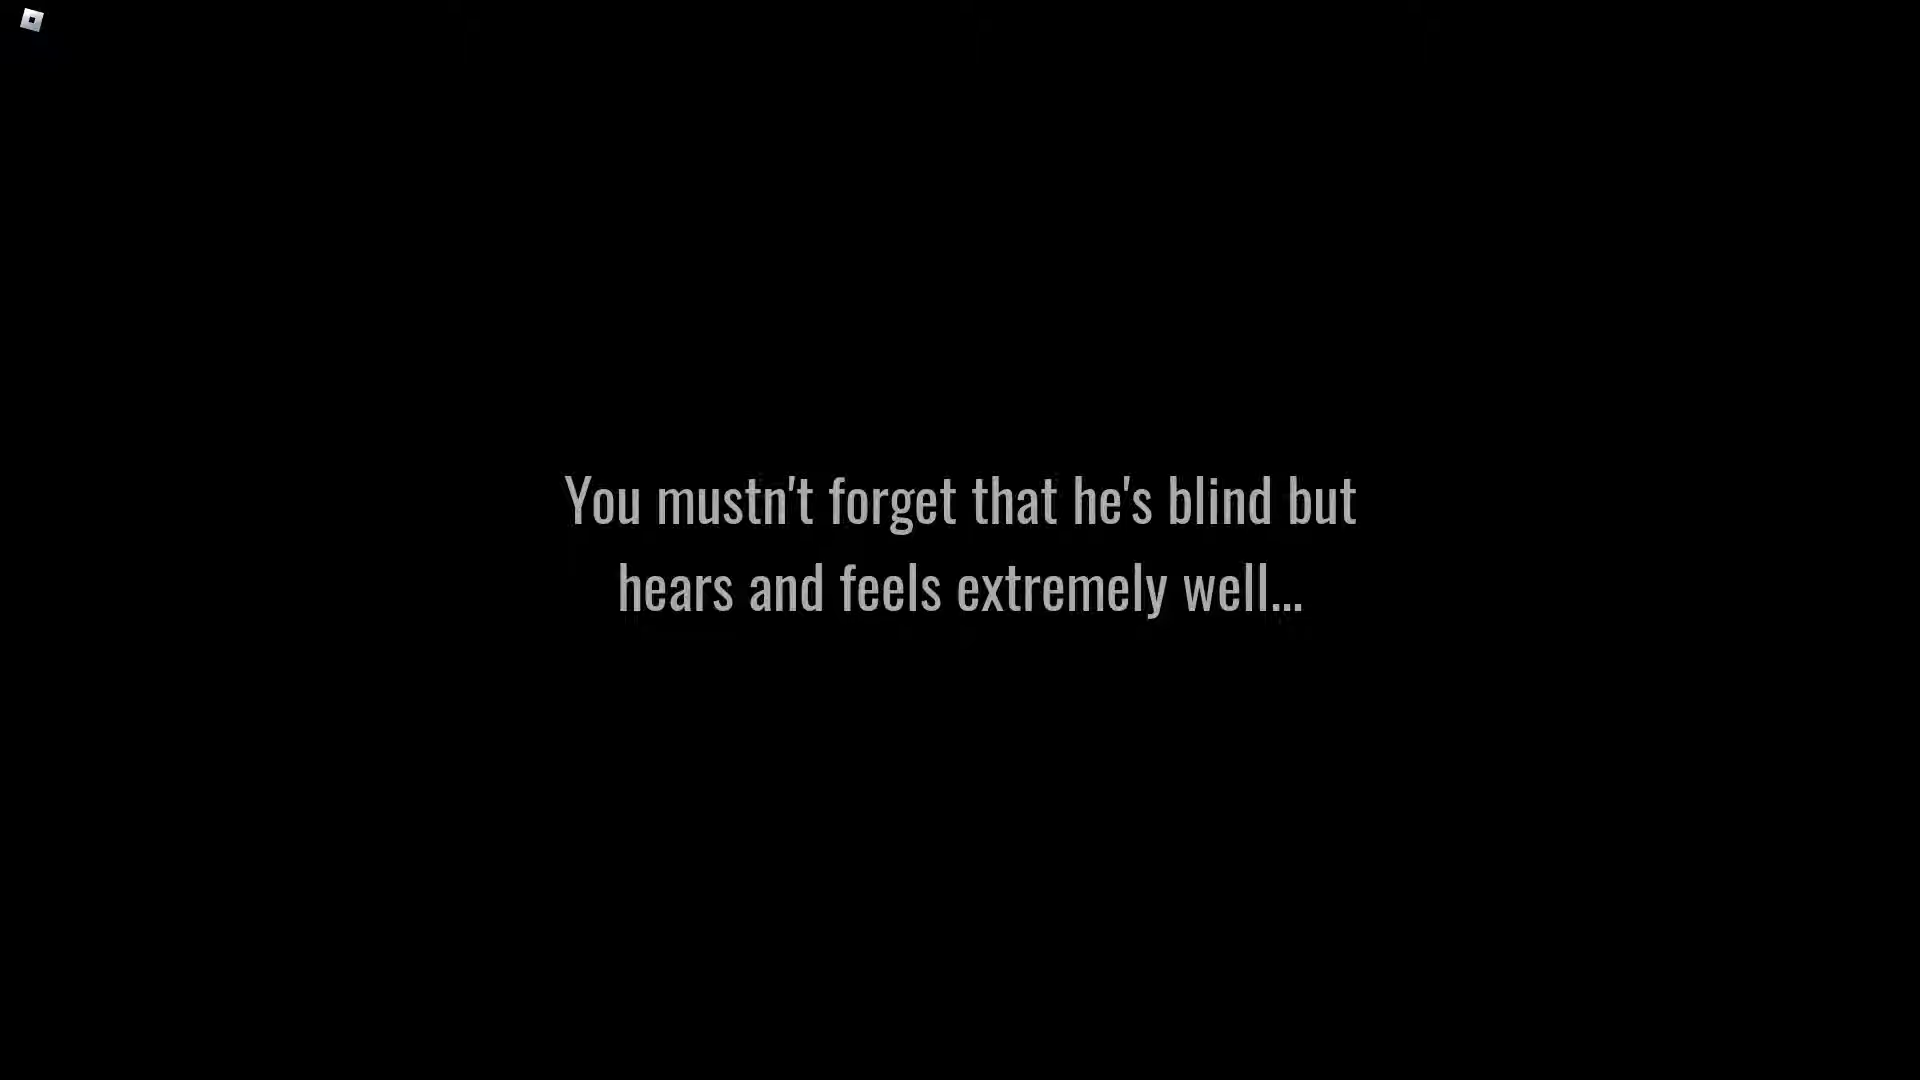 You mustn't forget that he's blind but
hears and feels extremely well...